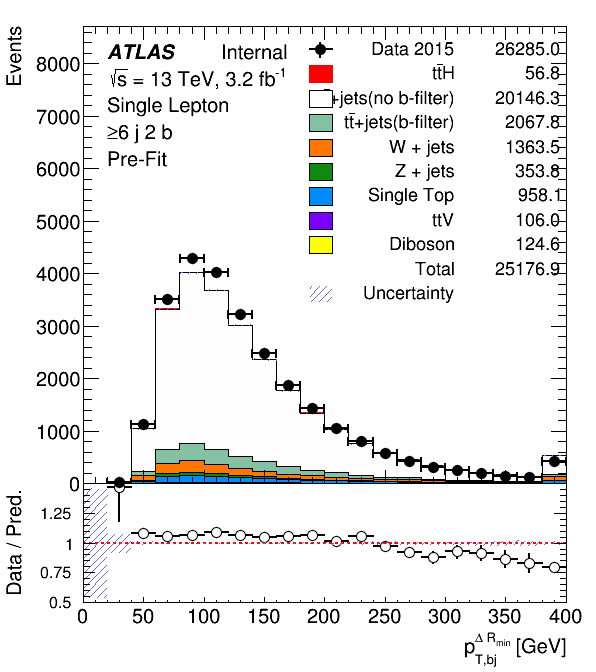 ATLAS Internal
√s = 13 TeV, 3.2 fb⁻¹
Single Lepton
≥6 j 2 b
Pre-Fit
Data 2015 26285.0
tt̄H 56.8
+jets(no b-filter) 20146.3
tt̄+jets(b-filter) 2067.8
W + jets 1363.5
Z + jets 353.8
Single Top 958.1
ttV 106.0
Diboson 124.6
Total 25176.9
Uncertainty
Events
8000
7000
6000
5000
4000
3000
2000
1000
0
Data / Pred.
1.25
1
0.75
0.5
0 50 100 150 200 250 300 350 400
p_{T,bj}^{Δ R_{min}} [GeV]